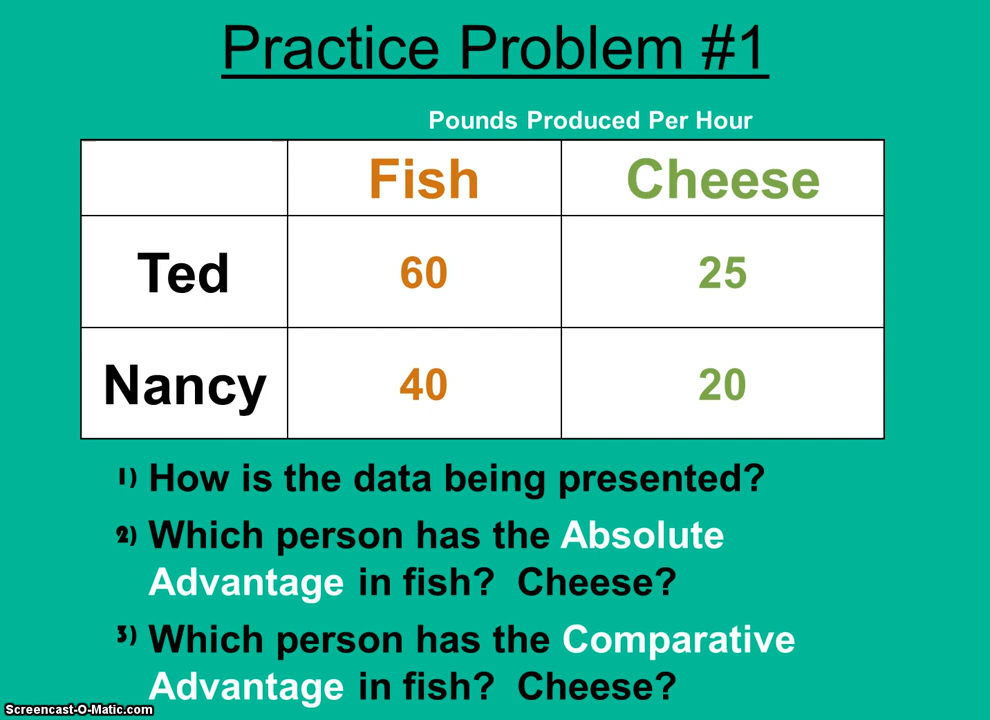 Practice Problem #1
Pounds Produced Per Hour
Fish Cheese
Ted 60 25
Nancy 40 20
1) How is the data being presented?
2) Which person has the Absolute
Advantage in fish? Cheese?
3) Which person has the Comparative
Advantage in fish? Cheese?
Screencast-O-Matic.com